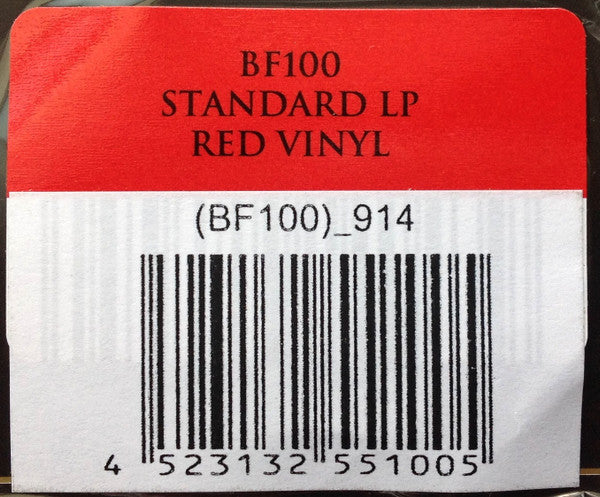 BF100
STANDARD LP
RED VINYL
(BF100)_914
4 523132 551005